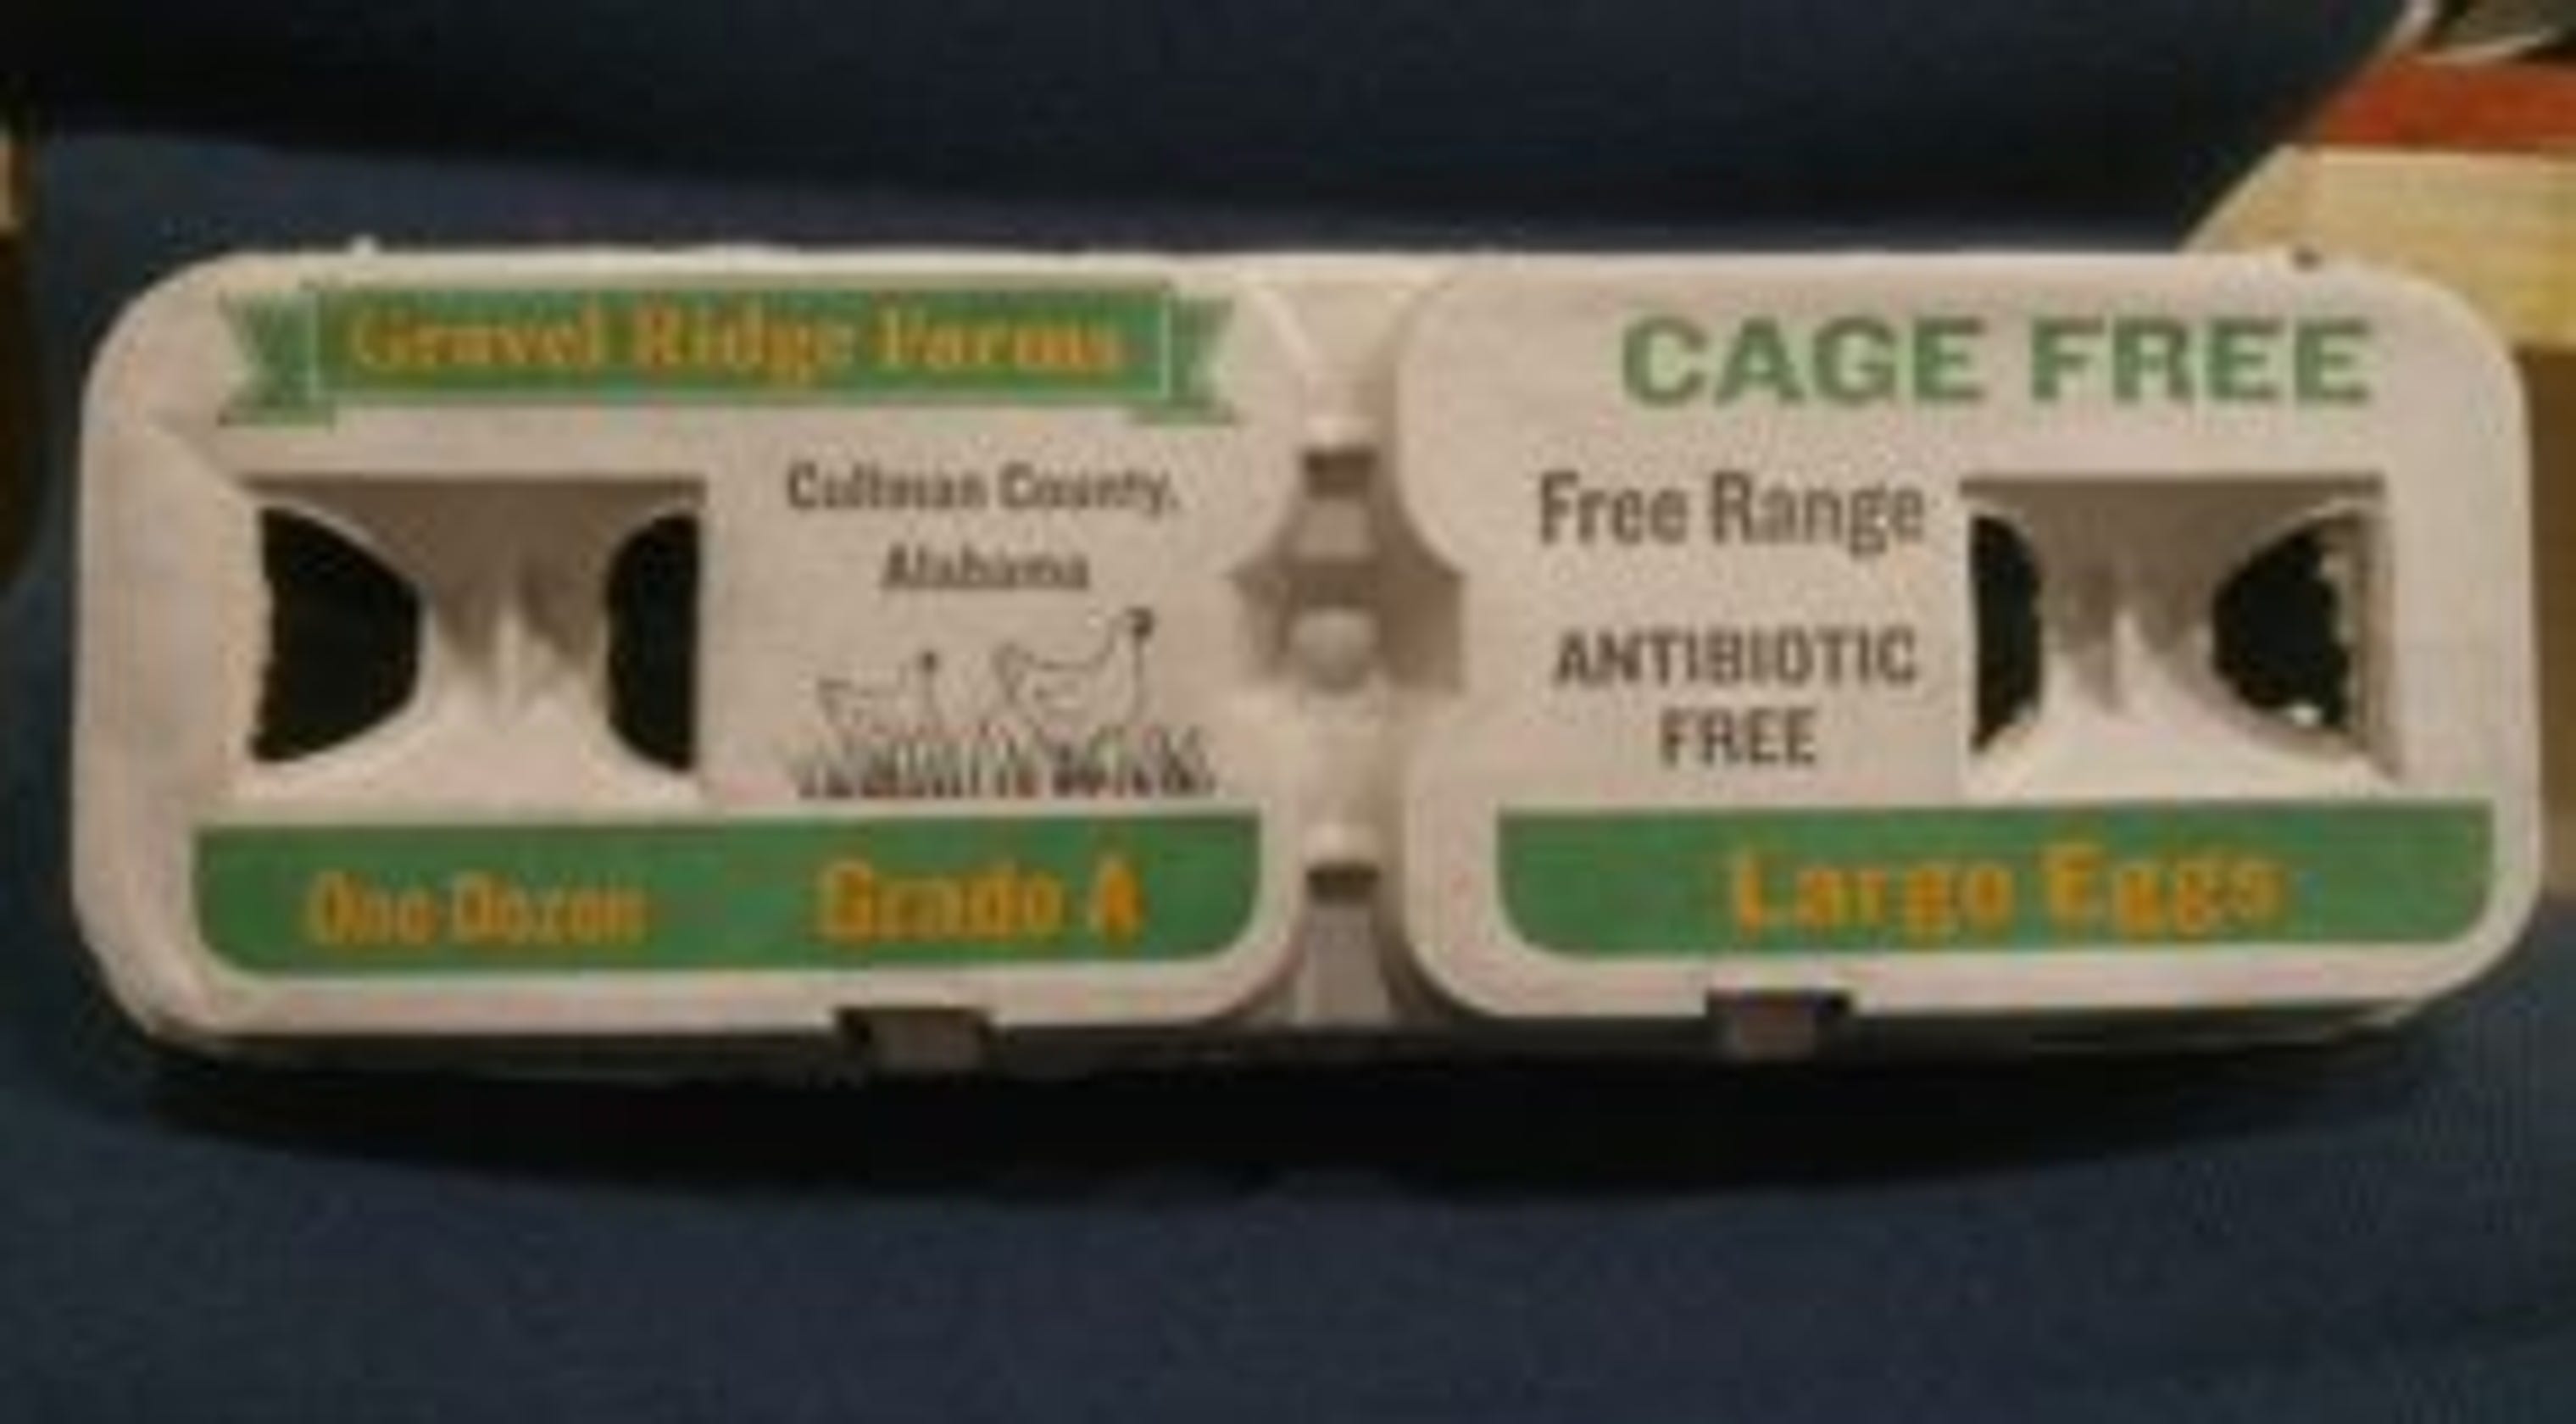 Gravel Ridge Farms
Cullman County,
Alabama
One Dozen
Grade A
CAGE FREE
Free Range
ANTIBIOTIC
FREE
Large Eggs